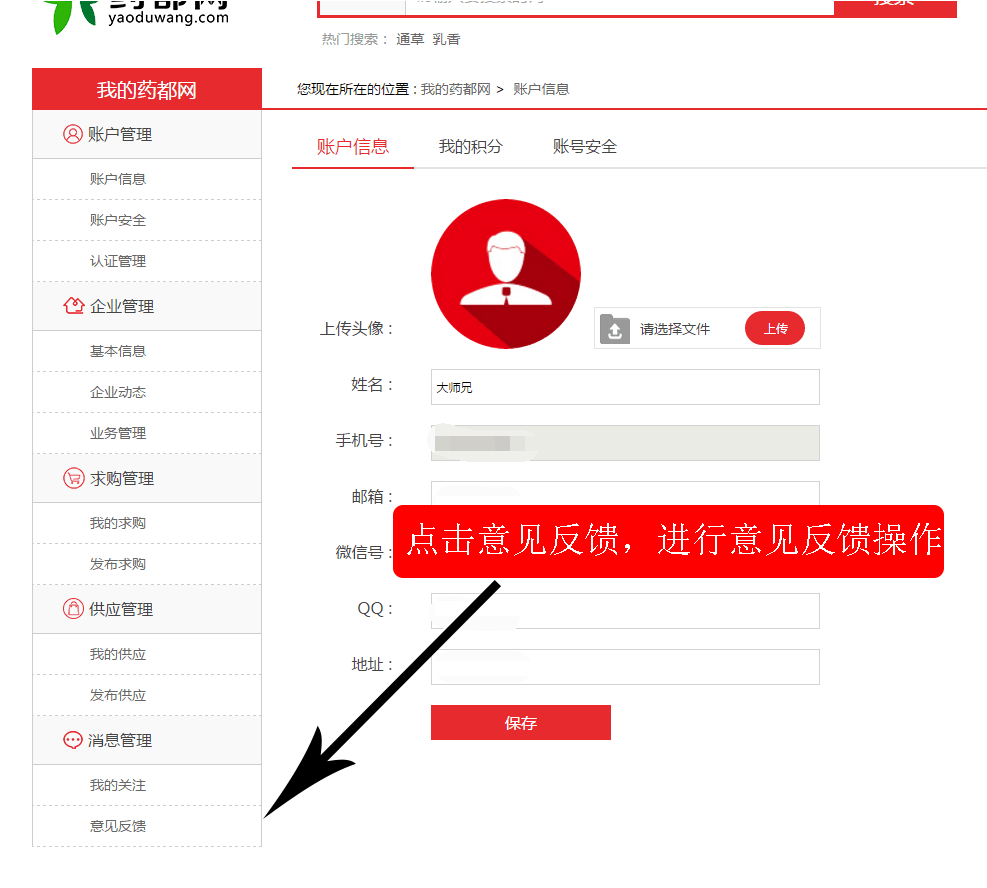 yaoduwang.com
热门搜索： 通草 乳香
我的药都网
您现在所在的位置：我的药都网 > 账户信息
账户管理
账户信息
账户安全
认证管理
企业管理
基本信息
企业动态
业务管理
求购管理
我的求购
发布求购
供应管理
我的供应
发布供应
消息管理
我的关注
意见反馈
账户信息 我的积分 账号安全
上传头像： 请选择文件 上传
姓名： 大师兄
手机号：
邮箱：
点击意见反馈，进行意见反馈操作
微信号：
QQ：
地址：
保存